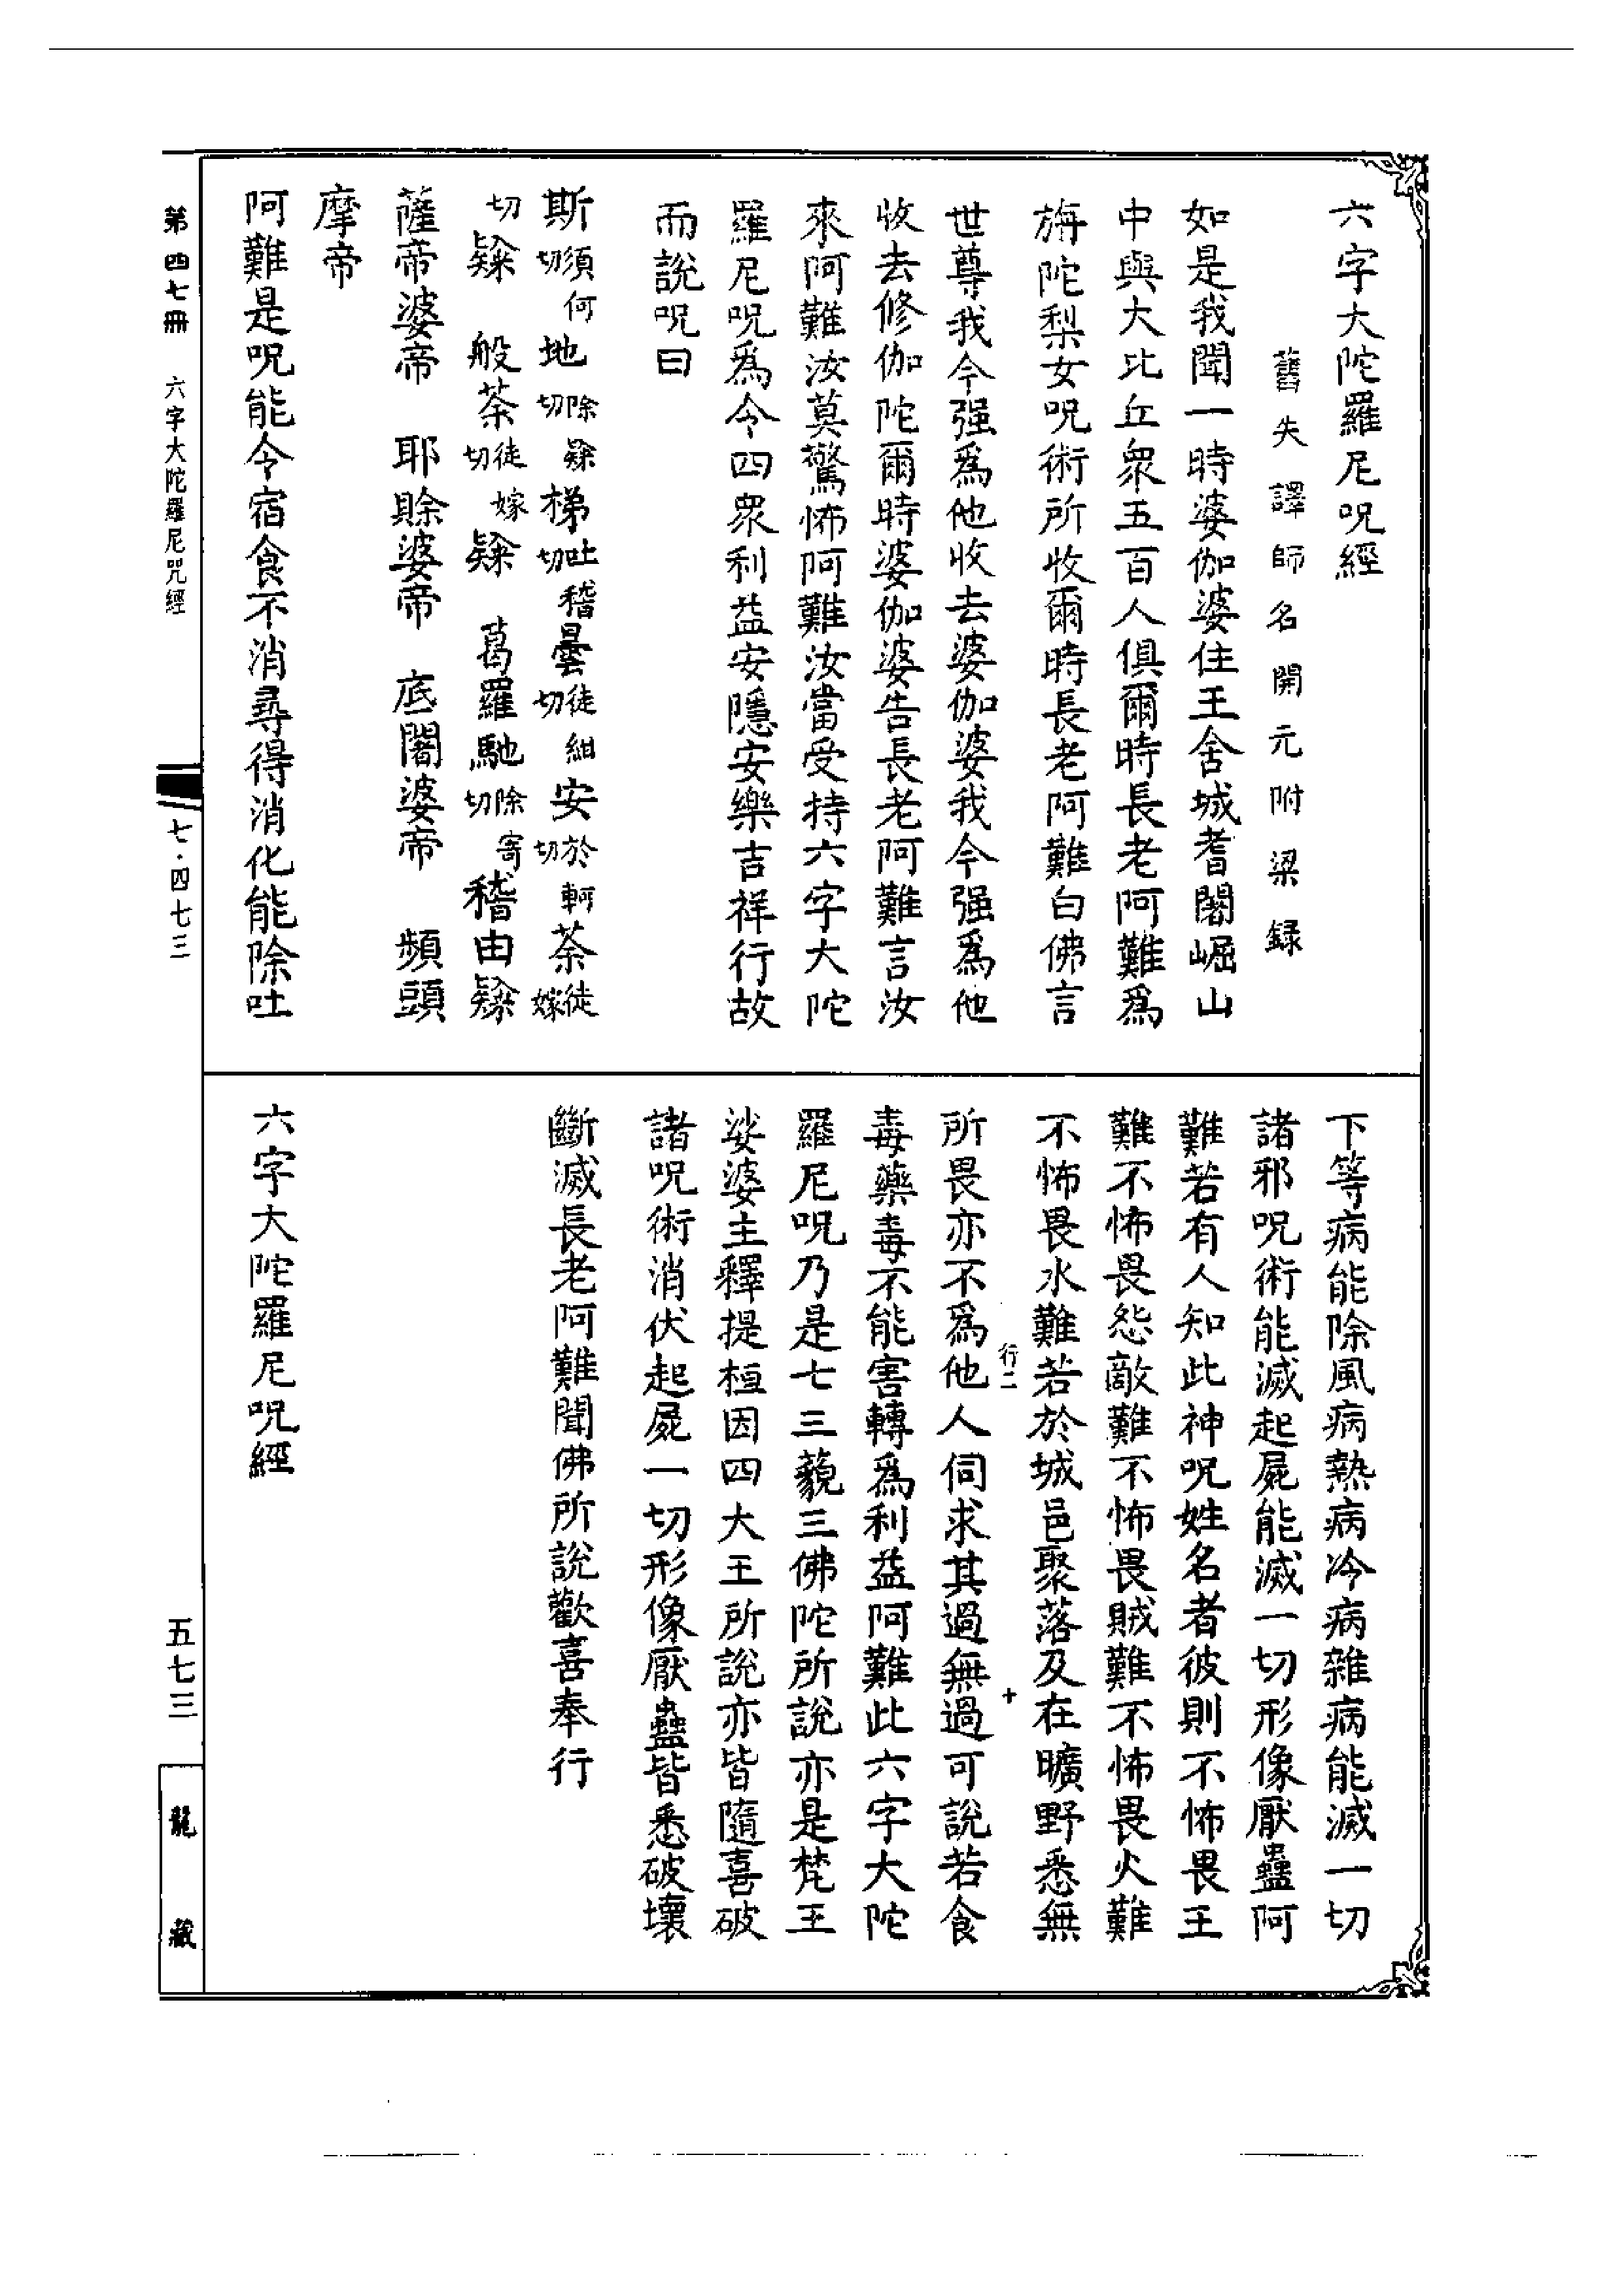 六字大陀羅尼呪經
舊失譯師名開元附梁録
如是我聞一時婆伽婆住王舍城耆闍崛山
中與大比丘衆五百人俱爾時長老阿難爲
旃陀梨女呪術所收爾時長老阿難白佛言
世尊我今强爲他收去婆伽婆我今强爲他
收去修伽陀爾時婆伽婆告長老阿難言汝
來阿難汝莫驚怖阿難汝當受持六字大陀
羅尼呪爲令四衆利益安隱安樂吉祥行故
而說呪曰
斯須何切地除切梯吐稽切曇徒紺切安於軻切荼徒嫁
切 般荼徒嫁切 葛羅馳除寄切稽由
薩帝婆帝 耶賖婆帝 底闍婆帝 頻頭
摩帝
阿難是呪能令宿食不消尋得消化能除吐
下等病能除風病熱病冷病雜病能滅一切
諸邪呪術能滅起屍能滅一切形像厭蠱阿
難若有人知此神呪姓名者彼則不怖畏王
難不怖畏怨敵難不怖畏賊難不怖畏火難
不怖畏水難若於城邑聚落及在曠野悉無
行二 十
所畏亦不爲他人伺求其過無過可說若食
毒藥毒不能害轉爲利益阿難此六字大陀
羅尼呪乃是七三藐三佛陀所說亦是梵王
娑婆主釋提桓因四大王所說亦皆隨喜破
諸呪術消伏起屍一切形像厭蠱皆悉破壞
斷滅長老阿難聞佛所說歡喜奉行
六字大陀羅尼呪經
第四七冊 六字大陀羅尼咒經
七·四七三
五七三
龍藏